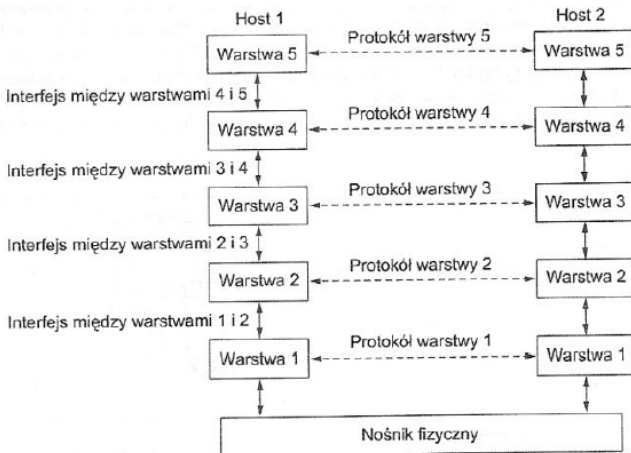 Host 1
Host 2
Warstwa 5
Protokół warstwy 5
Warstwa 5
Interfejs między warstwami 4 i 5
Warstwa 4
Protokół warstwy 4
Warstwa 4
Interfejs między warstwami 3 i 4
Warstwa 3
Protokół warstwy 3
Warstwa 3
Interfejs między warstwami 2 i 3
Warstwa 2
Protokół warstwy 2
Warstwa 2
Interfejs między warstwami 1 i 2
Warstwa 1
Protokół warstwy 1
Warstwa 1
Nośnik fizyczny